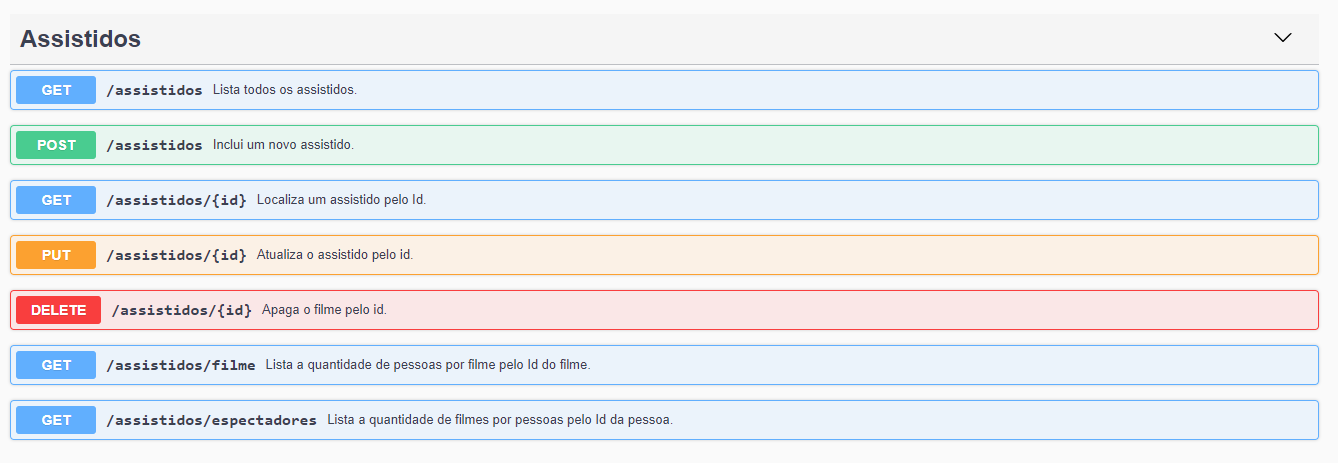 Assistidos
GET /assistidos Lista todos os assistidos.
POST /assistidos Inclui um novo assistido.
GET /assistidos/{id} Localiza um assistido pelo Id.
PUT /assistidos/{id} Atualiza o assistido pelo id.
DELETE /assistidos/{id} Apaga o filme pelo id.
GET /assistidos/filme Lista a quantidade de pessoas por filme pelo Id do filme.
GET /assistidos/espectadores Lista a quantidade de filmes por pessoas pelo Id da pessoa.